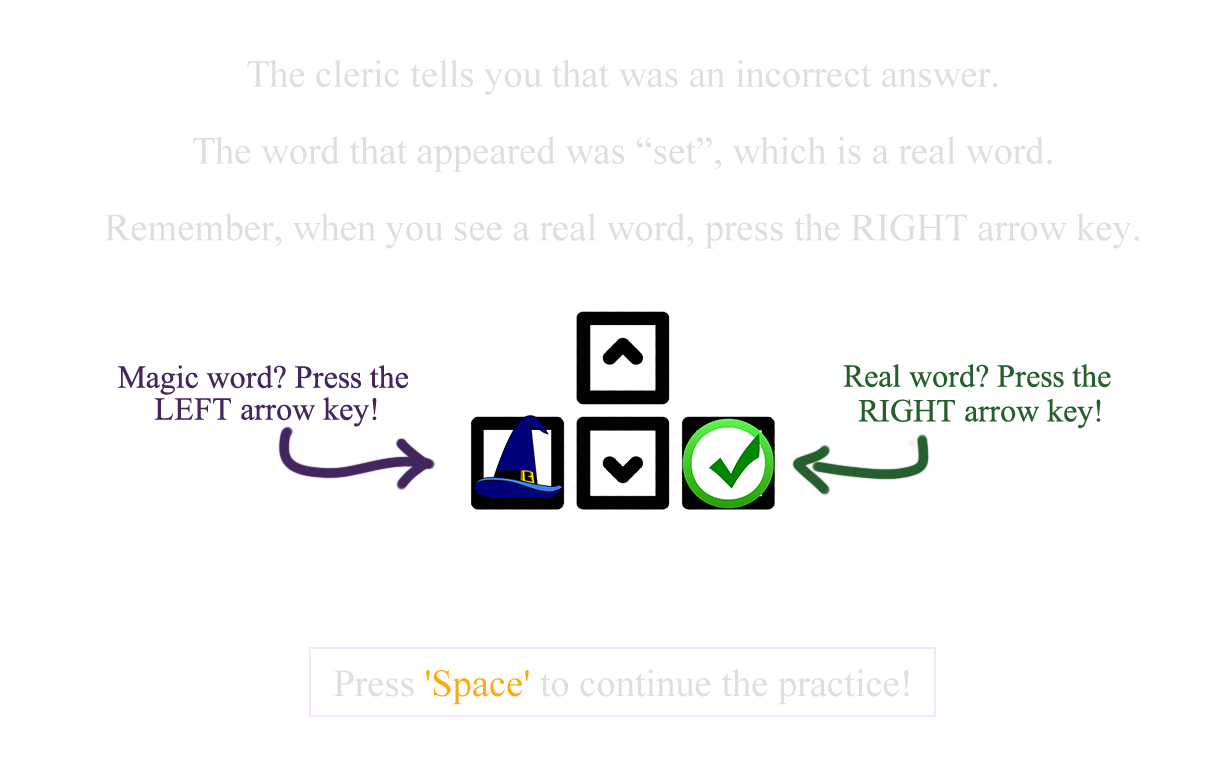 The cleric tells you that was an incorrect answer.
The word that appeared was “set”, which is a real word.
Remember, when you see a real word, press the RIGHT arrow key.
Magic word? Press the
LEFT arrow key!
Real word? Press the
RIGHT arrow key!
Press 'Space' to continue the practice!